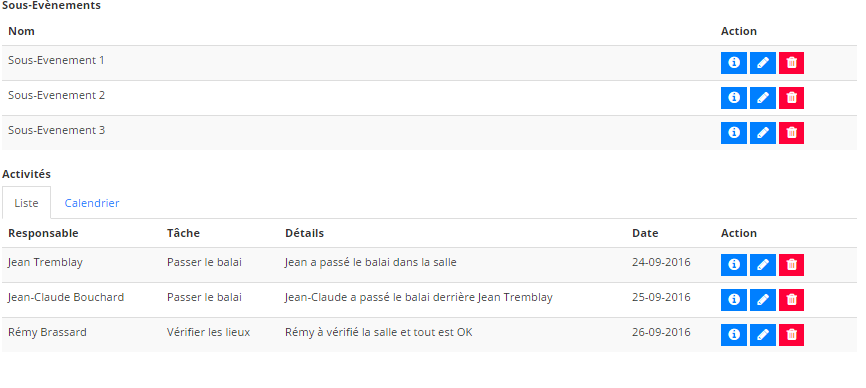 Sous-Evènements
Nom Action
Sous-Evenement 1
Sous-Evenement 2
Sous-Evenement 3
Activités
Liste Calendrier
Responsable Tâche Détails Date Action
Jean Tremblay Passer le balai Jean a passé le balai dans la salle 24-09-2016
Jean-Claude Bouchard Passer le balai Jean-Claude a passé le balai derrière Jean Tremblay 25-09-2016
Rémy Brassard Vérifier les lieux Rémy à vérifié la salle et tout est OK 26-09-2016